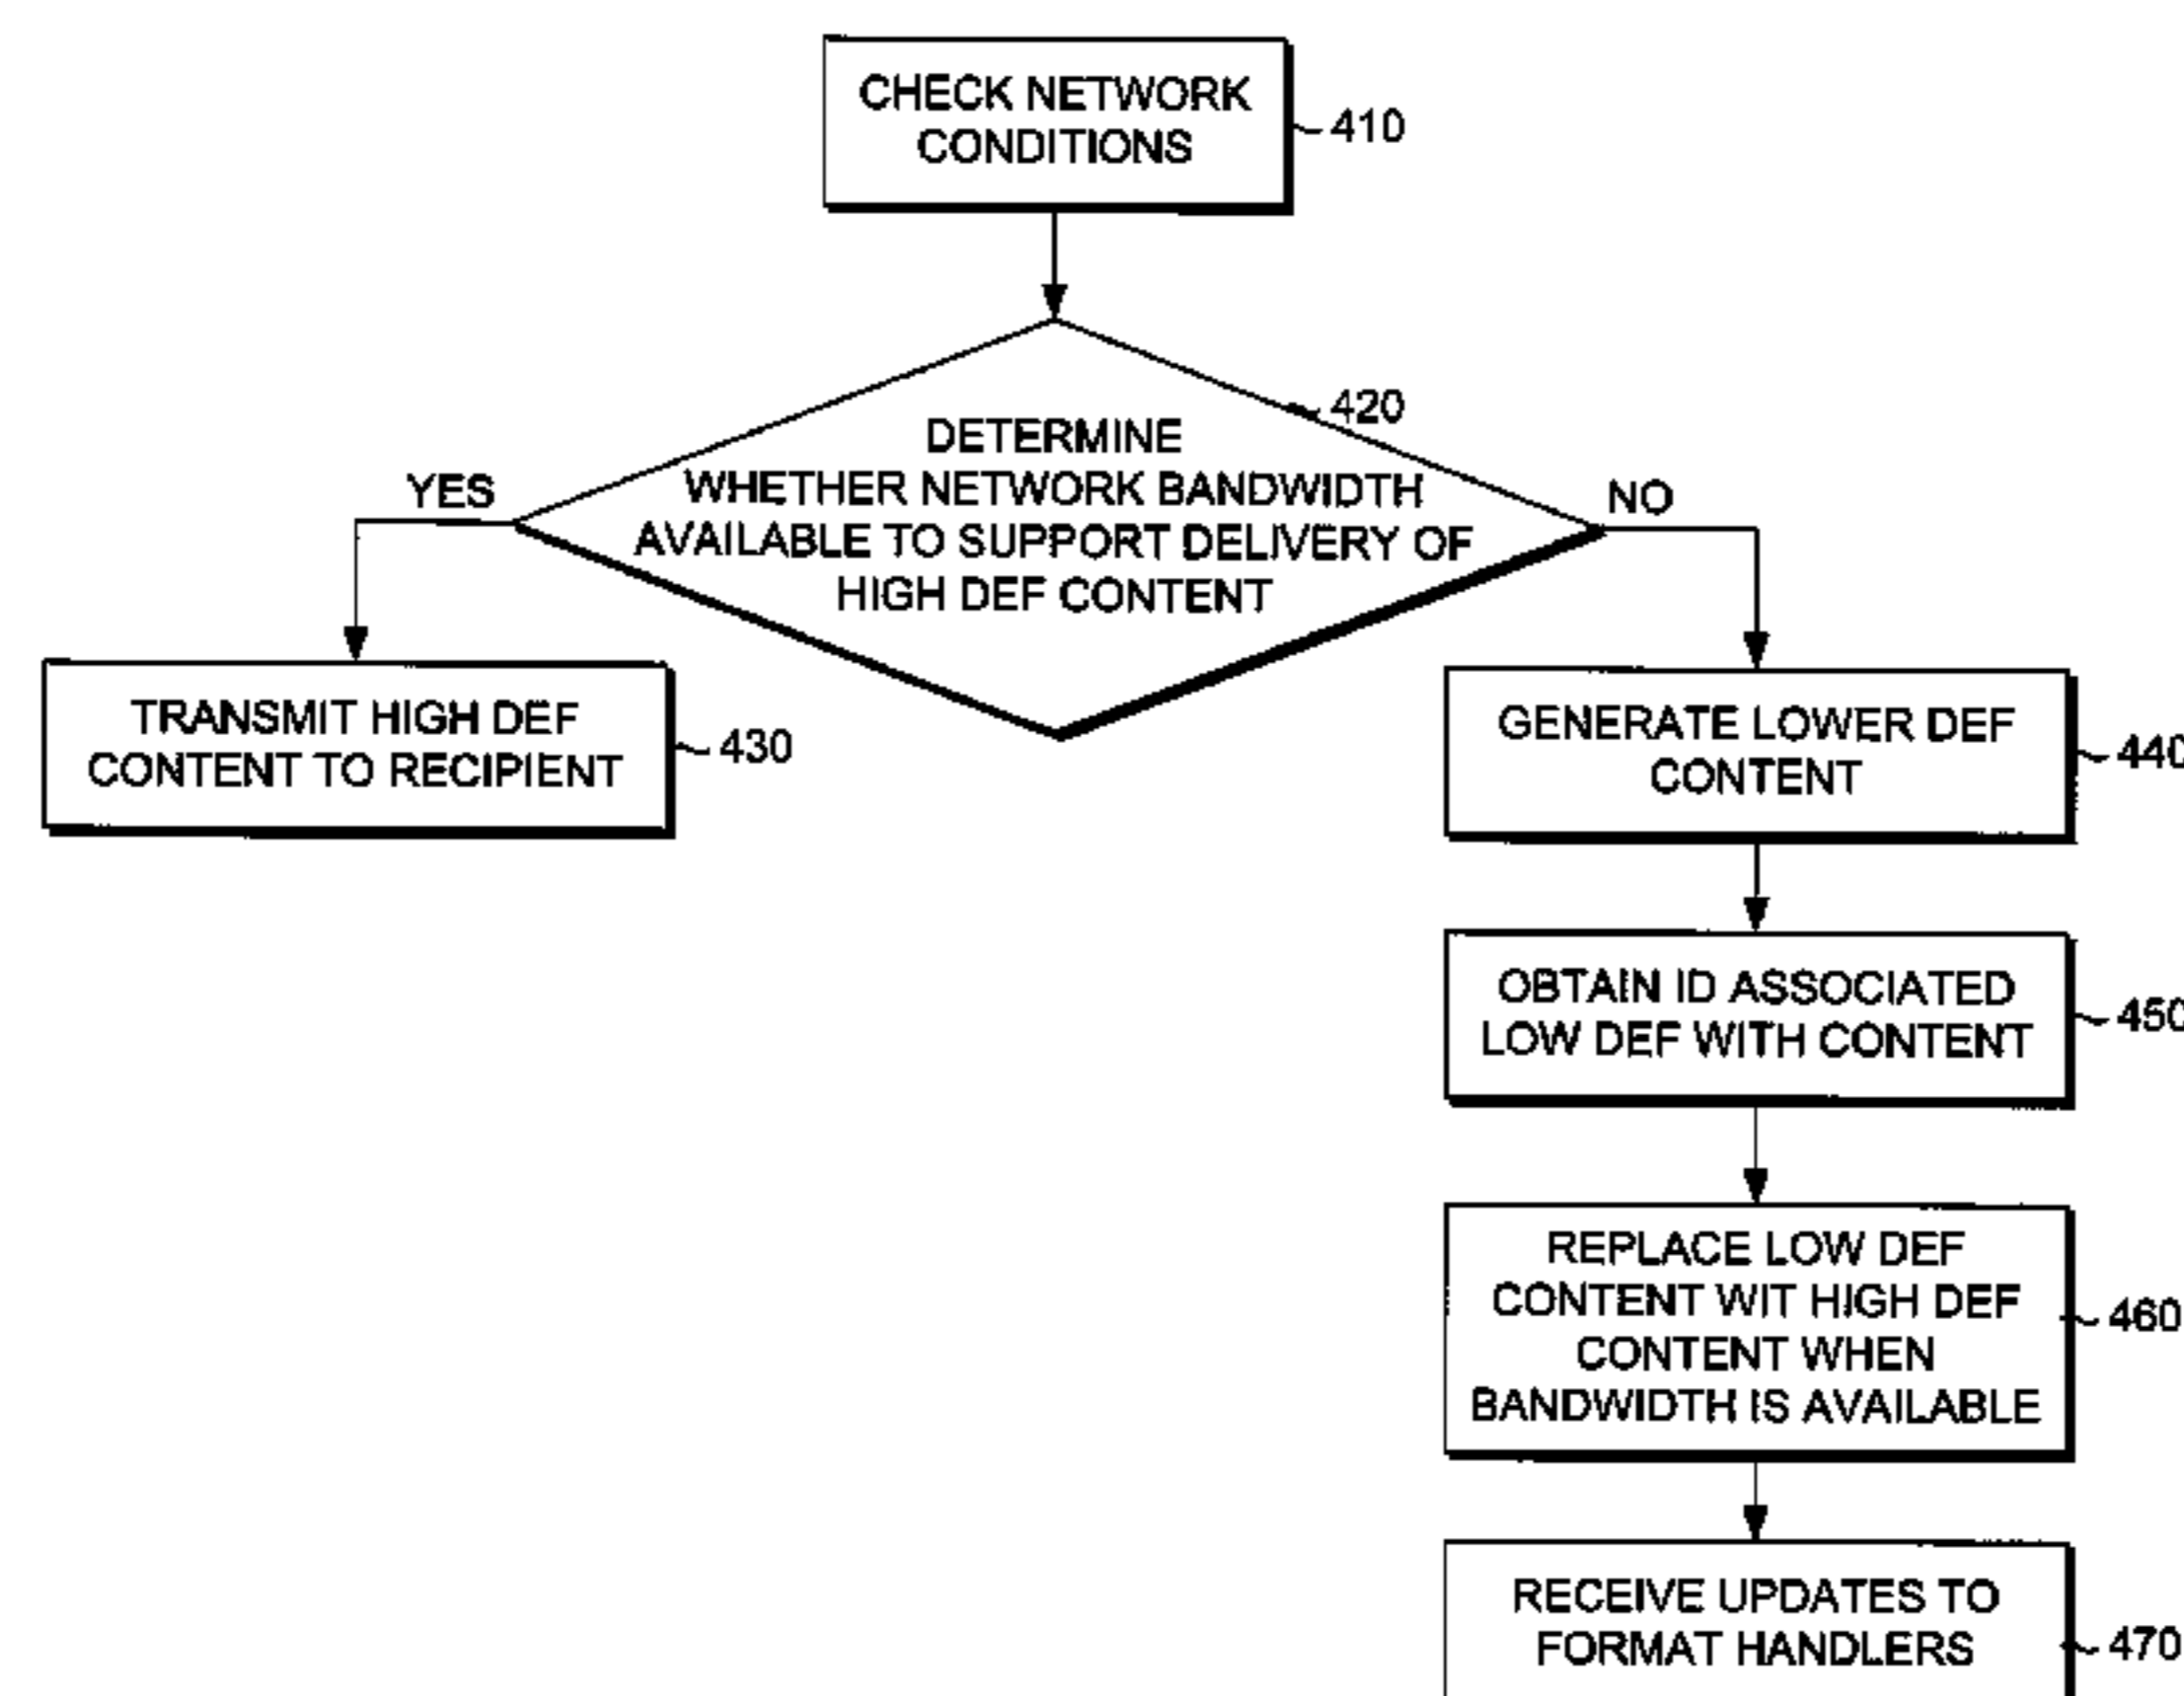 CHECK NETWORK
CONDITIONS
410
420
DETERMINE
WHETHER NETWORK BANDWIDTH
AVAILABLE TO SUPPORT DELIVERY OF
HIGH DEF CONTENT
YES
NO
TRANSMIT HIGH DEF
CONTENT TO RECIPIENT
430
GENERATE LOWER DEF
CONTENT
440
OBTAIN ID ASSOCIATED
LOW DEF WITH CONTENT
450
REPLACE LOW DEF
CONTENT WIT HIGH DEF
CONTENT WHEN
BANDWIDTH IS AVAILABLE
460
RECEIVE UPDATES TO
FORMAT HANDLERS
470